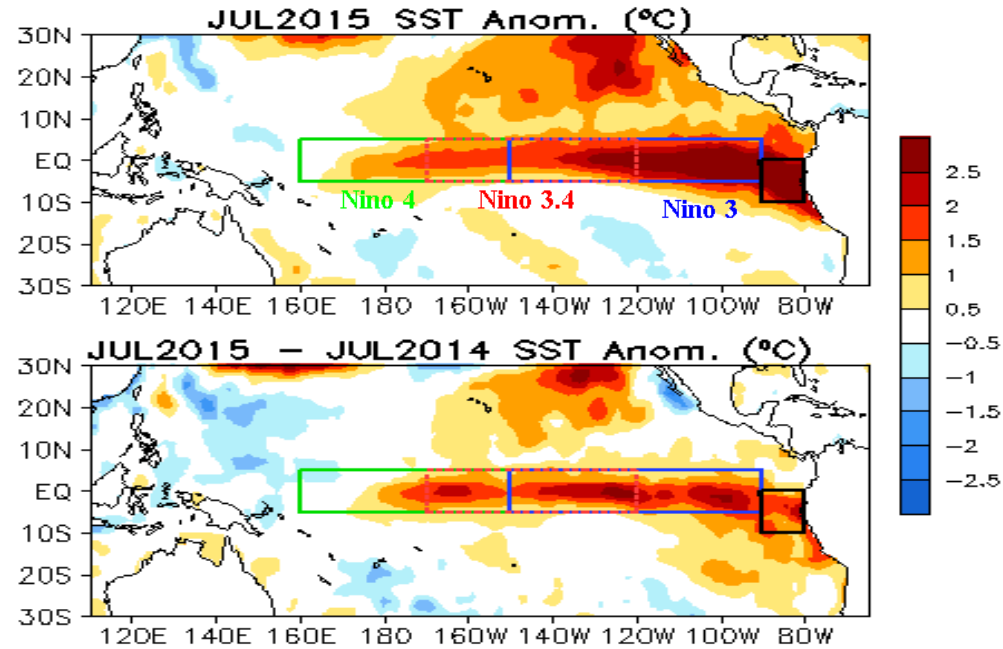 JUL2015 SST Anom. (ºC)
30N
20N
10N
EQ
10S
20S
30S
Nino 4
Nino 3.4
Nino 3
120E 140E 160E 180 160W 140W 120W 100W 80W
JUL2015 - JUL2014 SST Anom. (ºC)
30N
20N
10N
EQ
10S
20S
30S
120E 140E 160E 180 160W 140W 120W 100W 80W
2.5
2
1.5
1
0.5
-0.5
-1
-1.5
-2
-2.5